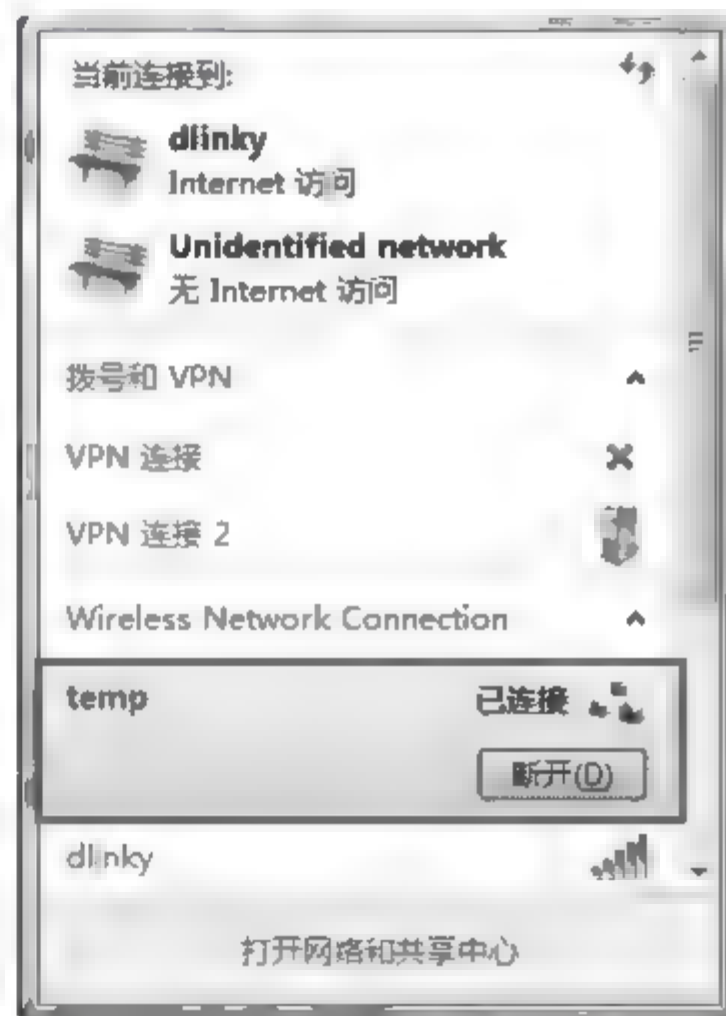 当前连接到:
dlinky
Internet 访问
Unidentified network
无 Internet 访问
拨号和 VPN
VPN 连接
VPN 连接 2
Wireless Network Connection
temp 已连接
断开(D)
dlinky
打开网络和共享中心